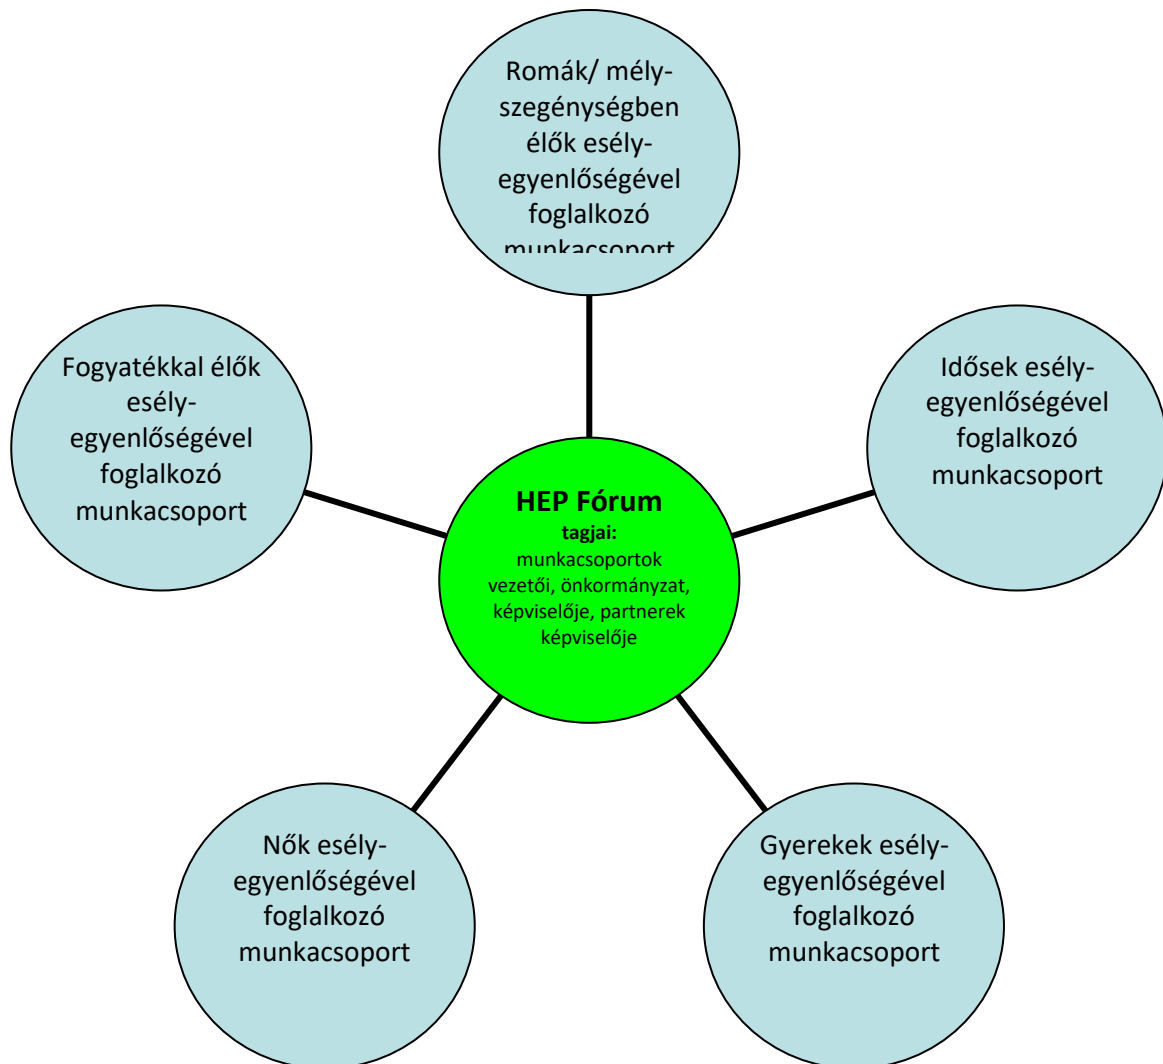 Romák/ mély-
szegénységben
élők esély-
egyenlőségével
foglalkozó
munkacsoport
Fogyatékkal élők
esély-
egyenlőségével
foglalkozó
munkacsoport
Idősek esély-
egyenlőségével
foglalkozó
munkacsoport
HEP Fórum
tagjai:
munkacsoportok
vezetői, önkormányzat,
képviselője, partnerek
képviselője
Nők esély-
egyenlőségével
foglalkozó
munkacsoport
Gyerekek esély-
egyenlőségével
foglalkozó
munkacsoport